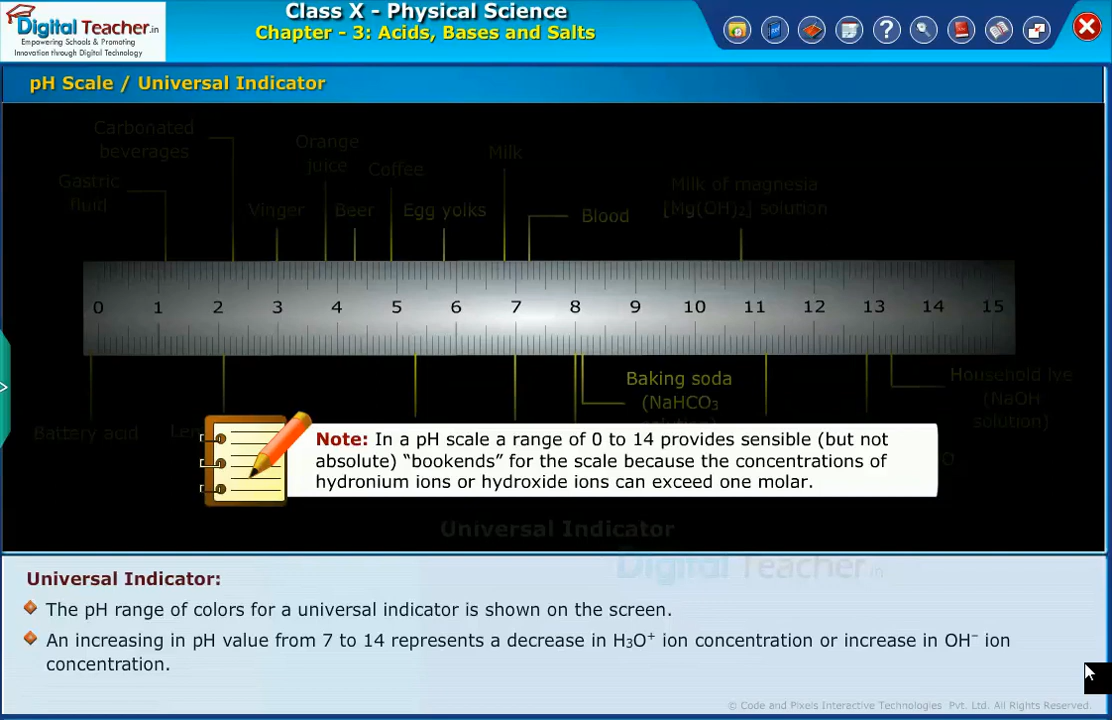 Digital Teacher.in
Empowering Schools & Promoting
Innovation through Digital Technology
Class X - Physical Science
Chapter - 3: Acids, Bases and Salts
pH Scale / Universal Indicator
Carbonated
beverages
Orange
juice
Coffee
Milk
Gastric
fluid
Vinger
Beer
Egg yolks
Blood
Milk of magnesia
[Mg(OH)₂] solution
0 1 2 3 4 5 6 7 8 9 10 11 12 13 14 15
Baking soda
(NaHCO₃
solution)
Household lye
(NaOH
solution)
Battery acid
Note: In a pH scale a range of 0 to 14 provides sensible (but not
absolute) “bookends” for the scale because the concentrations of
hydronium ions or hydroxide ions can exceed one molar.
Universal Indicator
Digital Teacher.in
Universal Indicator:
The pH range of colors for a universal indicator is shown on the screen.
An increasing in pH value from 7 to 14 represents a decrease in H₃O⁺ ion concentration or increase in OH⁻ ion
concentration.
© Code and Pixels Interactive Technologies Pvt. Ltd. All Rights Reserved.